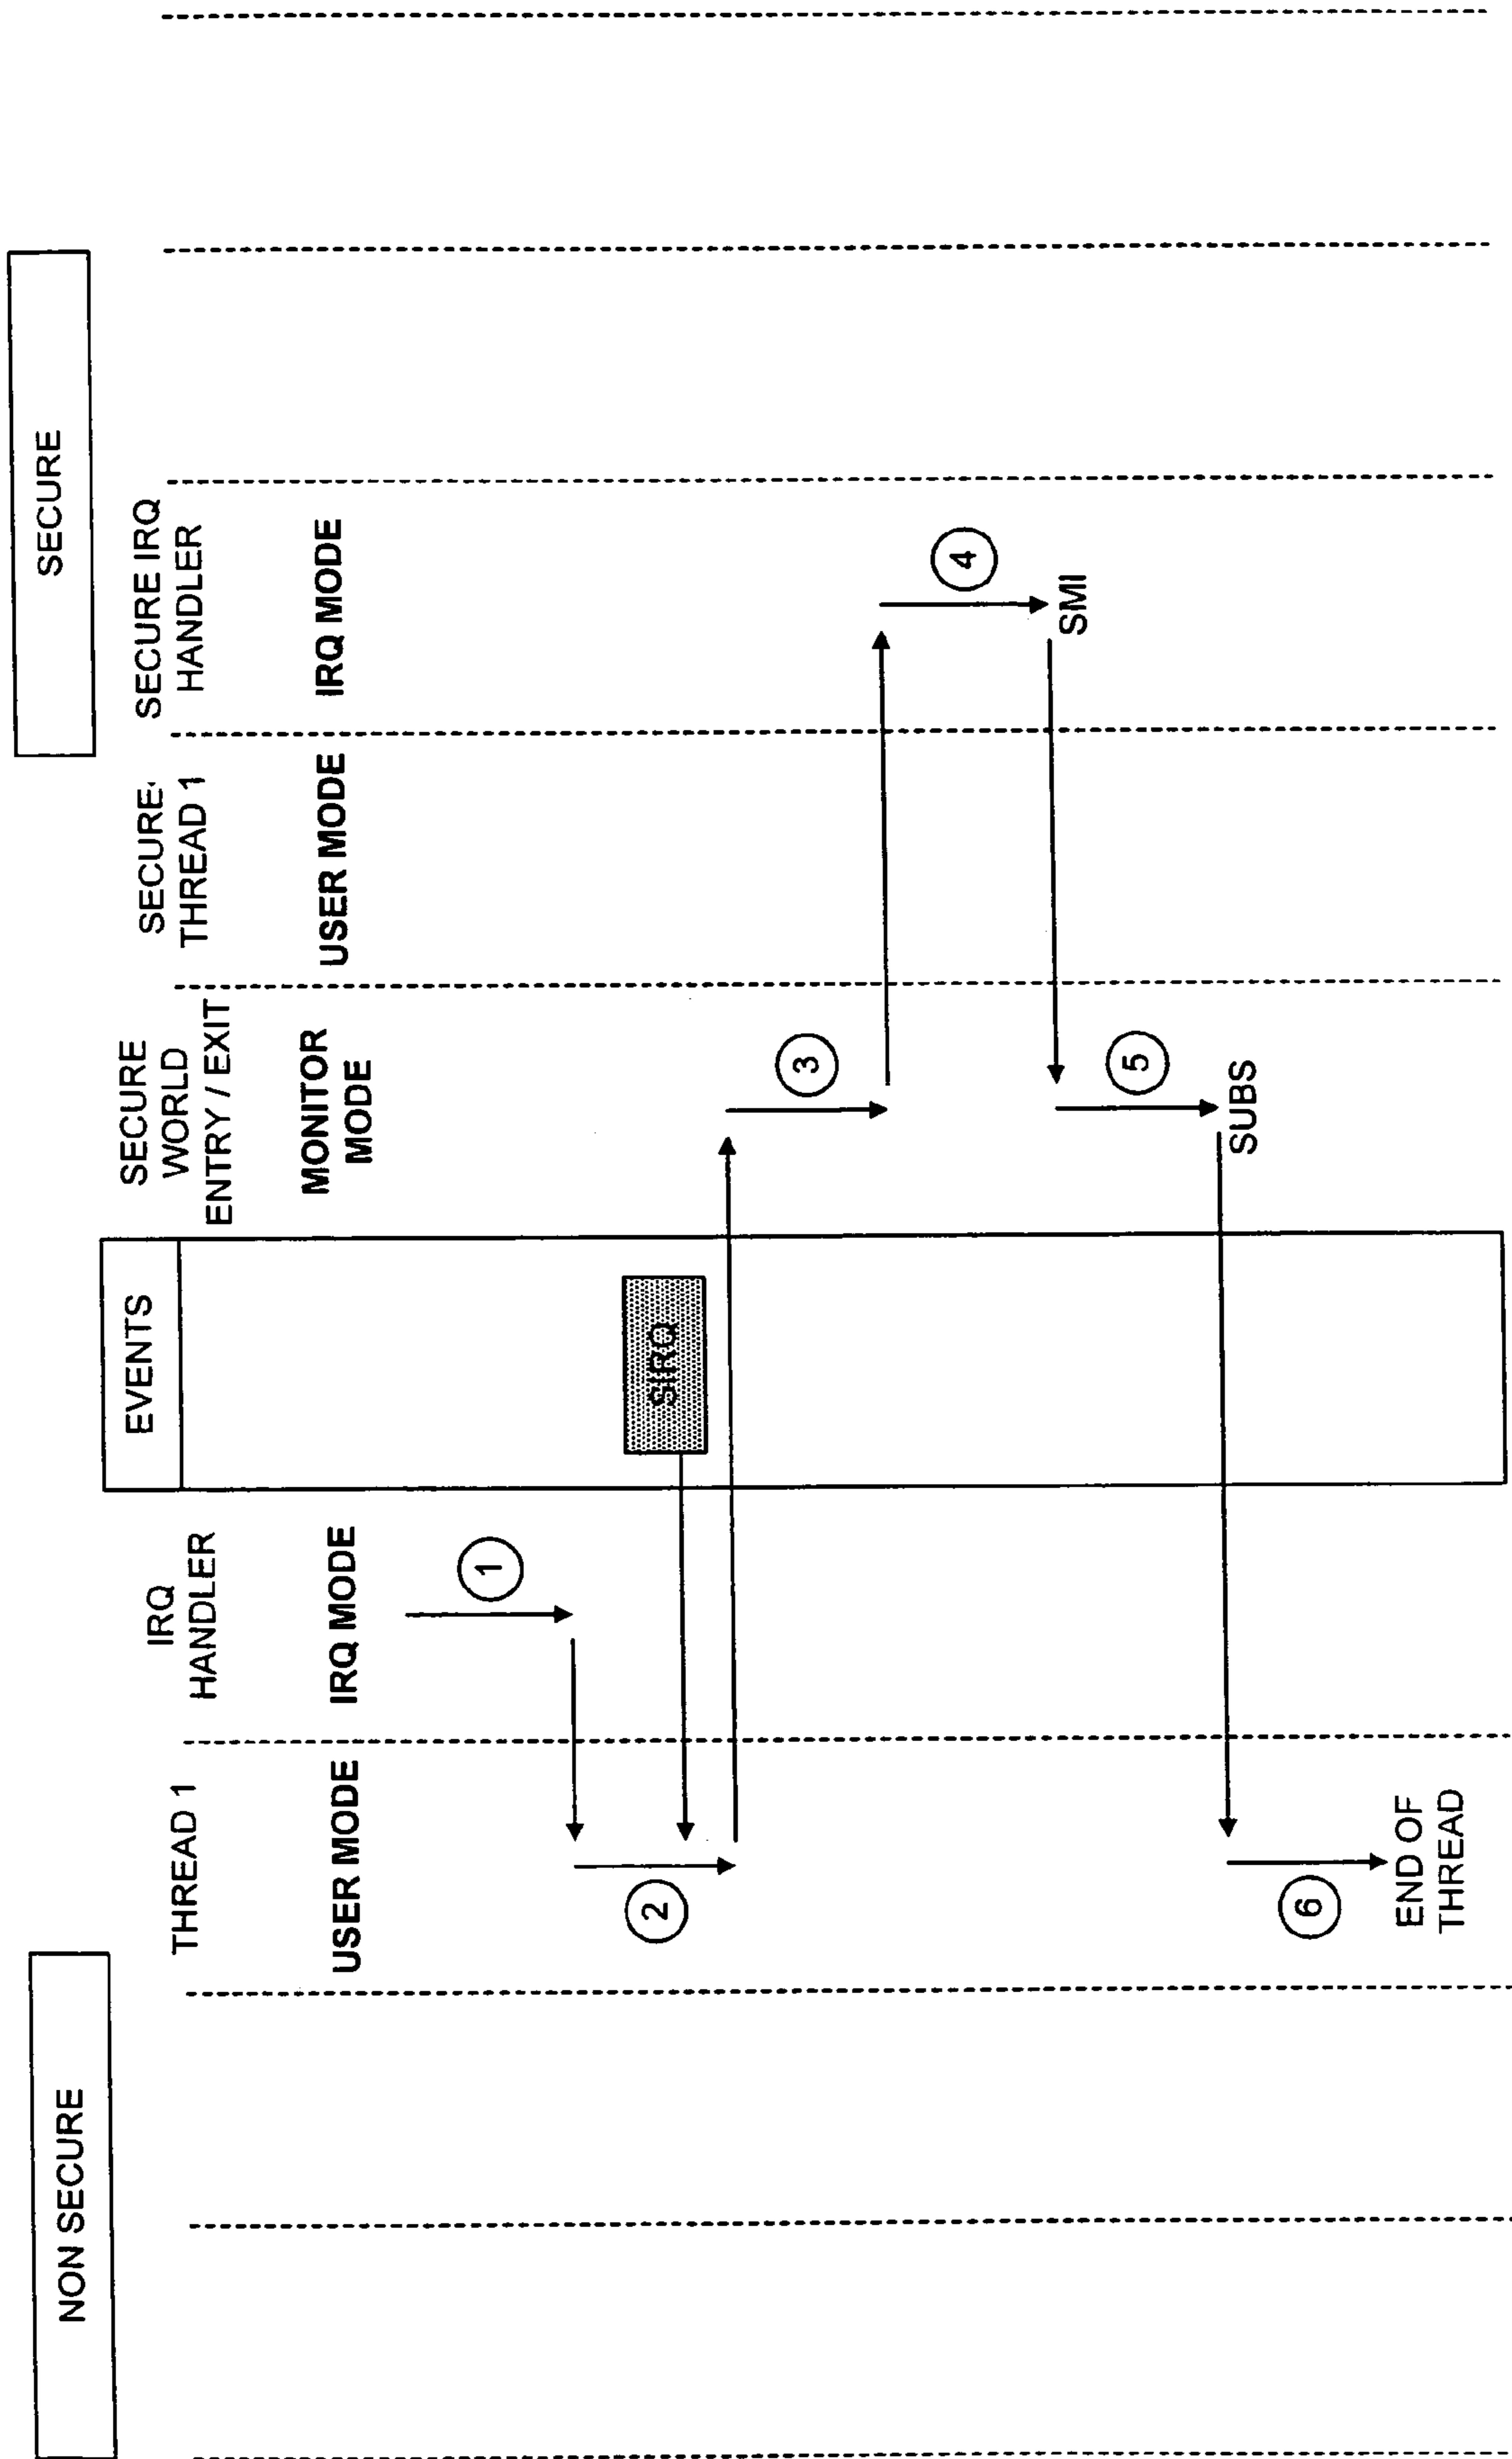 NON SECURE
SECURE
THREAD 1
USER MODE
IRQ
HANDLER
IRQ MODE
EVENTS
SECURE
WORLD
ENTRY / EXIT
MONITOR
MODE
SECURE
THREAD 1
USER MODE
SECURE IRQ
HANDLER
IRQ MODE
1
2
SIRQ
3
4
SMI
5
SUBS
6
END OF
THREAD